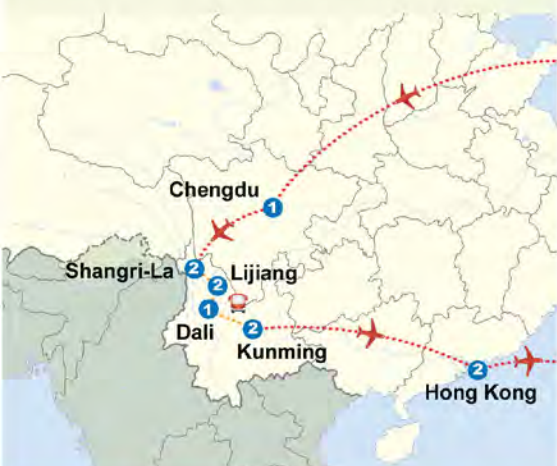 Chengdu
1
Shangri-La
2
Lijiang
2
Dali
1
Kunming
2
Hong Kong
2